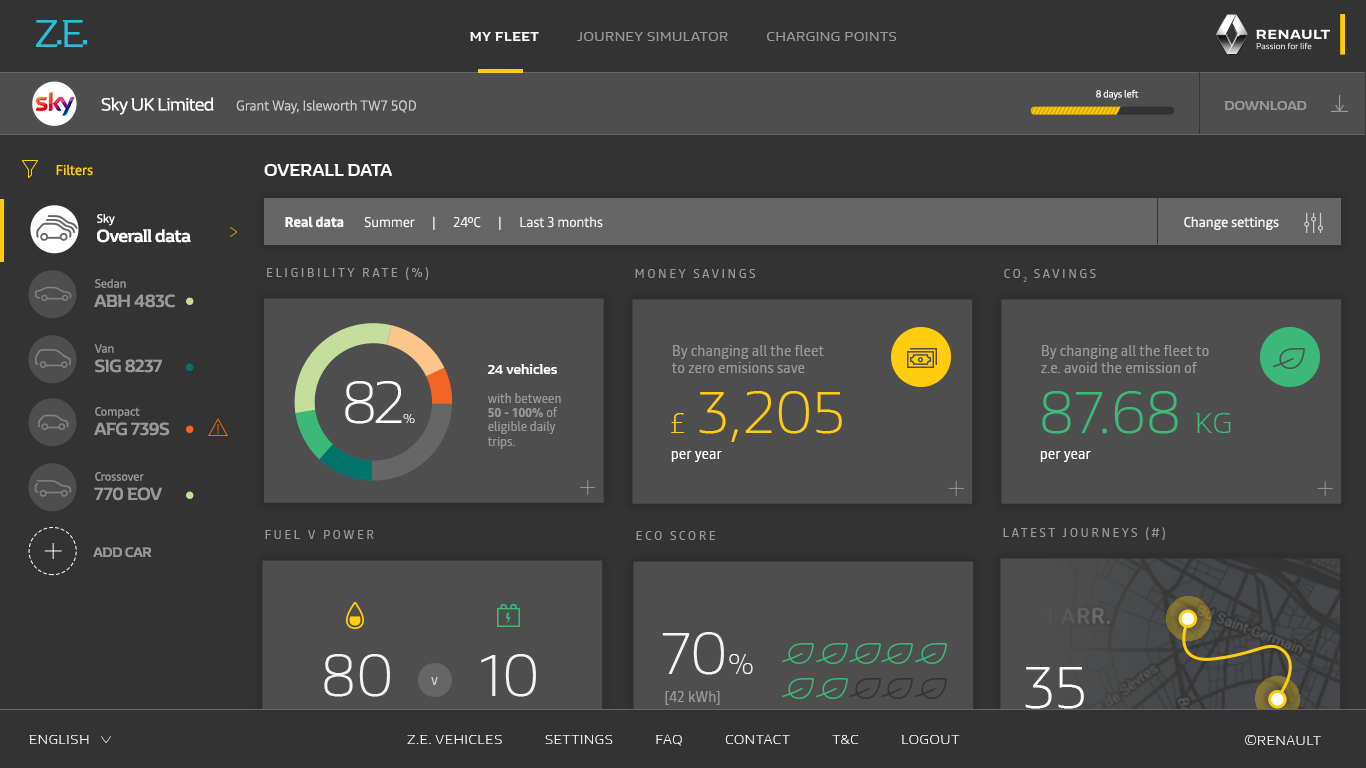 Z.E.
MY FLEET
JOURNEY SIMULATOR
CHARGING POINTS
RENAULT
Passion for life
sky
Sky UK Limited
Grant Way, Isleworth TW7 5QD
8 days left
DOWNLOAD
Filters
Sky
Overall data
Sedan
ABH 483C
Van
SIG 8237
Compact
AFG 739S
Crossover
770 EOV
ADD CAR
OVERALL DATA
Real data Summer | 24ºC | Last 3 months
Change settings
ELIGIBILITY RATE (%)
82%
24 vehicles
with between
50 - 100% of
eligible daily
trips.
MONEY SAVINGS
By changing all the fleet
to zero emisions save
£ 3,205
per year
CO₂ SAVINGS
By changing all the fleet to
z.e. avoid the emission of
87.68 KG
per year
FUEL V POWER
80 v 10
ECO SCORE
70%
[42 kWh]
LATEST JOURNEYS (#)
ARR.
Bd Saint-Germain
de Sèvres
35
ENGLISH
Z.E. VEHICLES
SETTINGS
FAQ
CONTACT
T&C
LOGOUT
©RENAULT